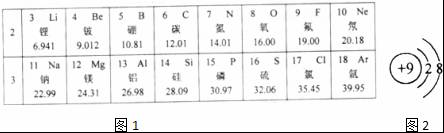 2 3 Li 4 Be 5 B 6 C 7 N 8 O 9 F 10 Ne
锂 铍 硼 碳 氮 氧 氟 氖
6.941 9.012 10.81 12.01 14.01 16.00 19.00 20.18
3 11 Na 12 Mg 13 Al 14 Si 15 P 16 S 17 Cl 18 Ar
钠 镁 铝 硅 磷 硫 氯 氩
22.99 24.31 26.98 28.09 30.97 32.06 35.45 39.95
+9 2 8
图1 图2